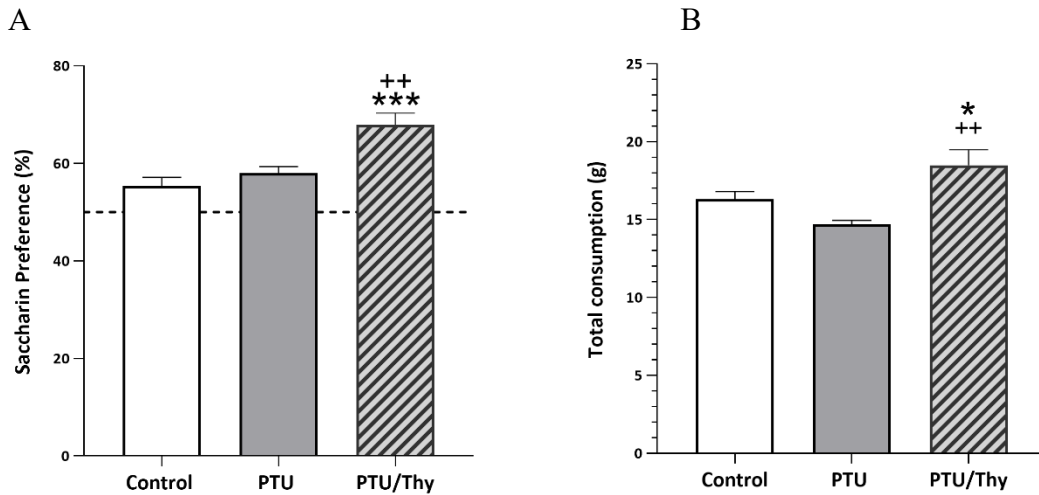 A
Saccharin Preference (%)
80
60
40
20
0
++
***
Control
PTU
PTU/Thy
B
Total consumption (g)
25
20
15
10
5
0
*
++
Control
PTU
PTU/Thy